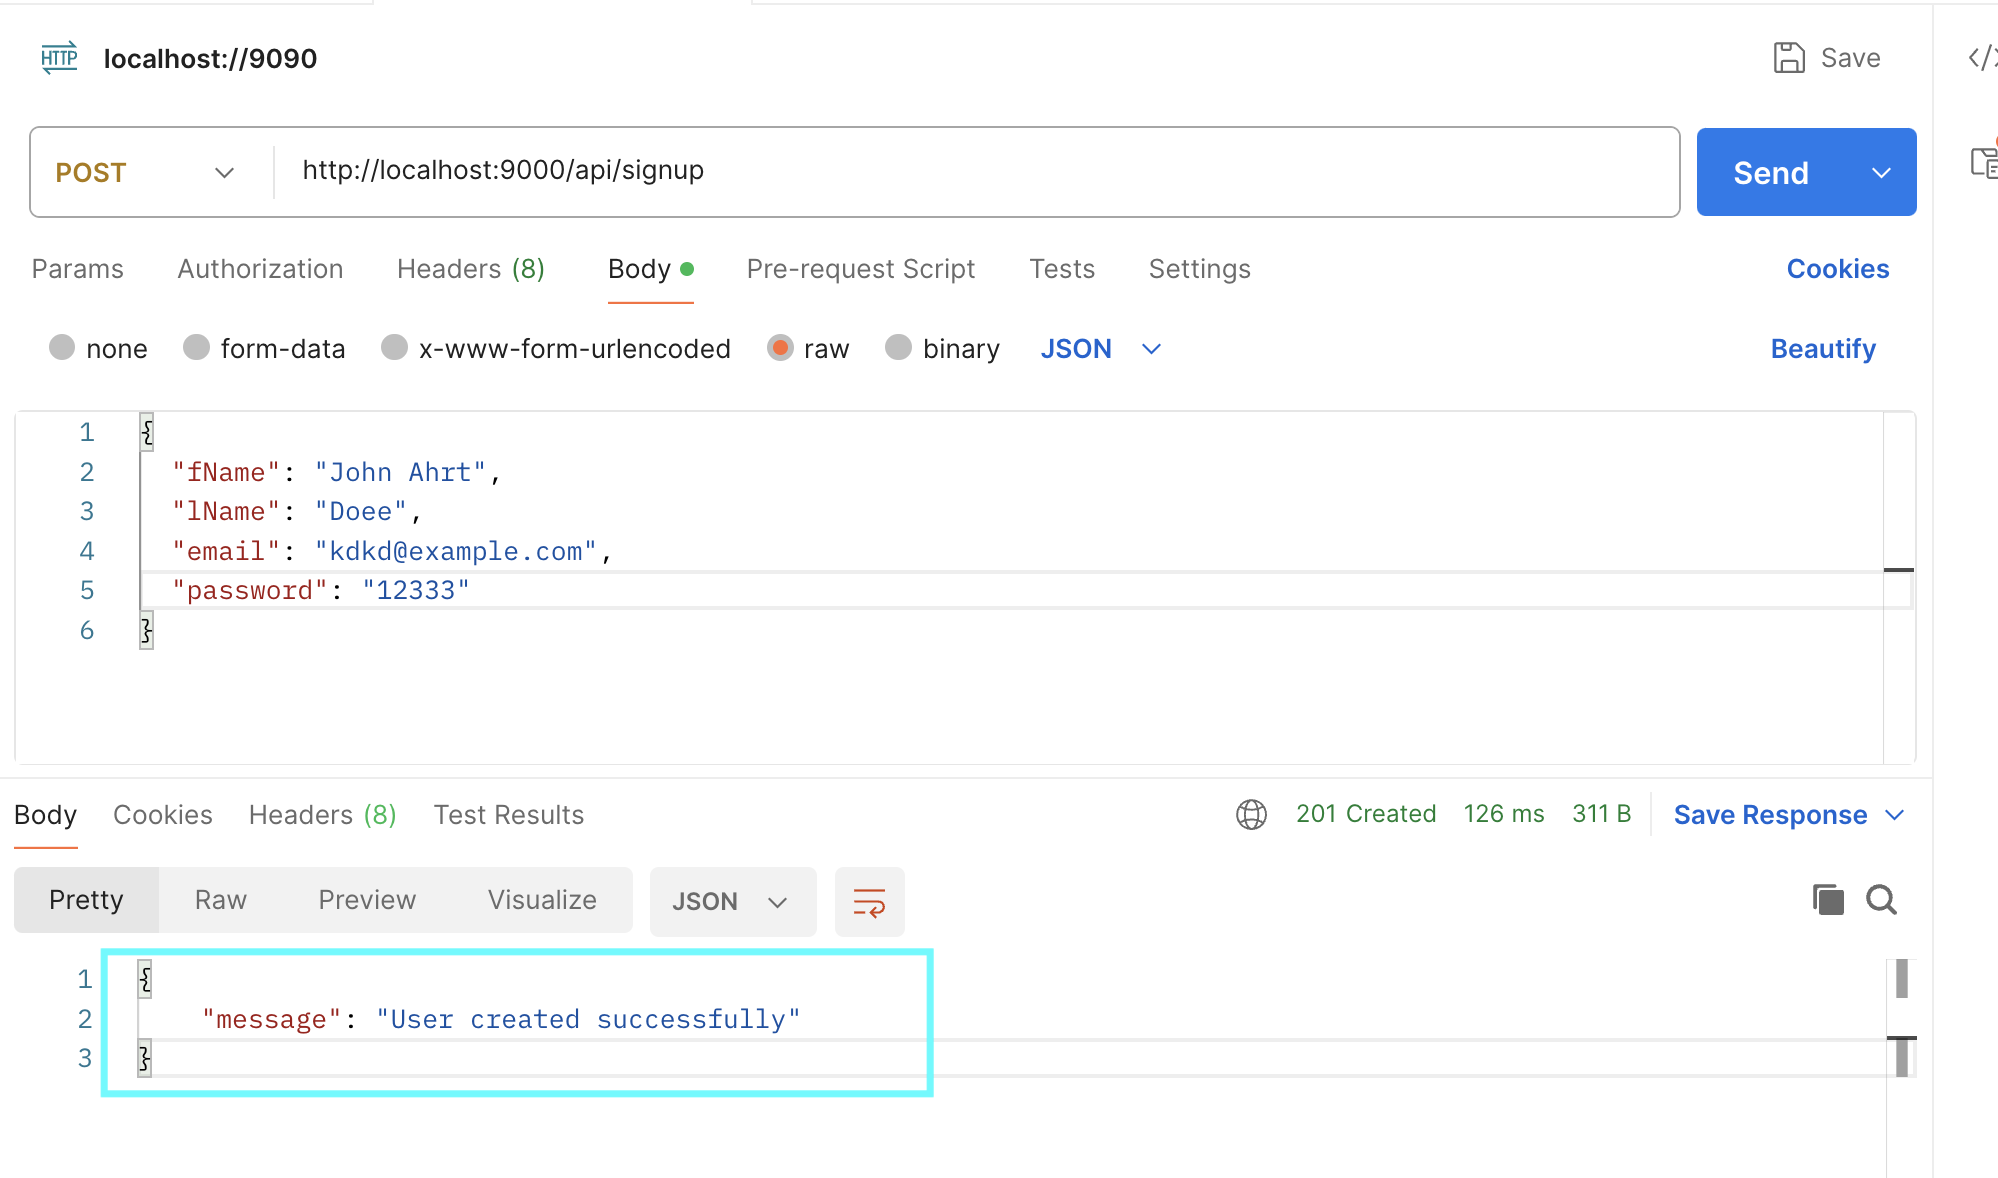 HTTP localhost://9090 Save
POST http://localhost:9000/api/signup Send
Params Authorization Headers (8) Body Pre-request Script Tests Settings Cookies
none form-data x-www-form-urlencoded raw binary JSON Beautify
1 {
2 "fName": "John Ahrt",
3 "lName": "Doee",
4 "email": "kdkd@example.com",
5 "password": "12333"
6 }
Body Cookies Headers (8) Test Results 201 Created 126 ms 311 B Save Response
Pretty Raw Preview Visualize JSON
1 {
2 "message": "User created successfully"
3 }